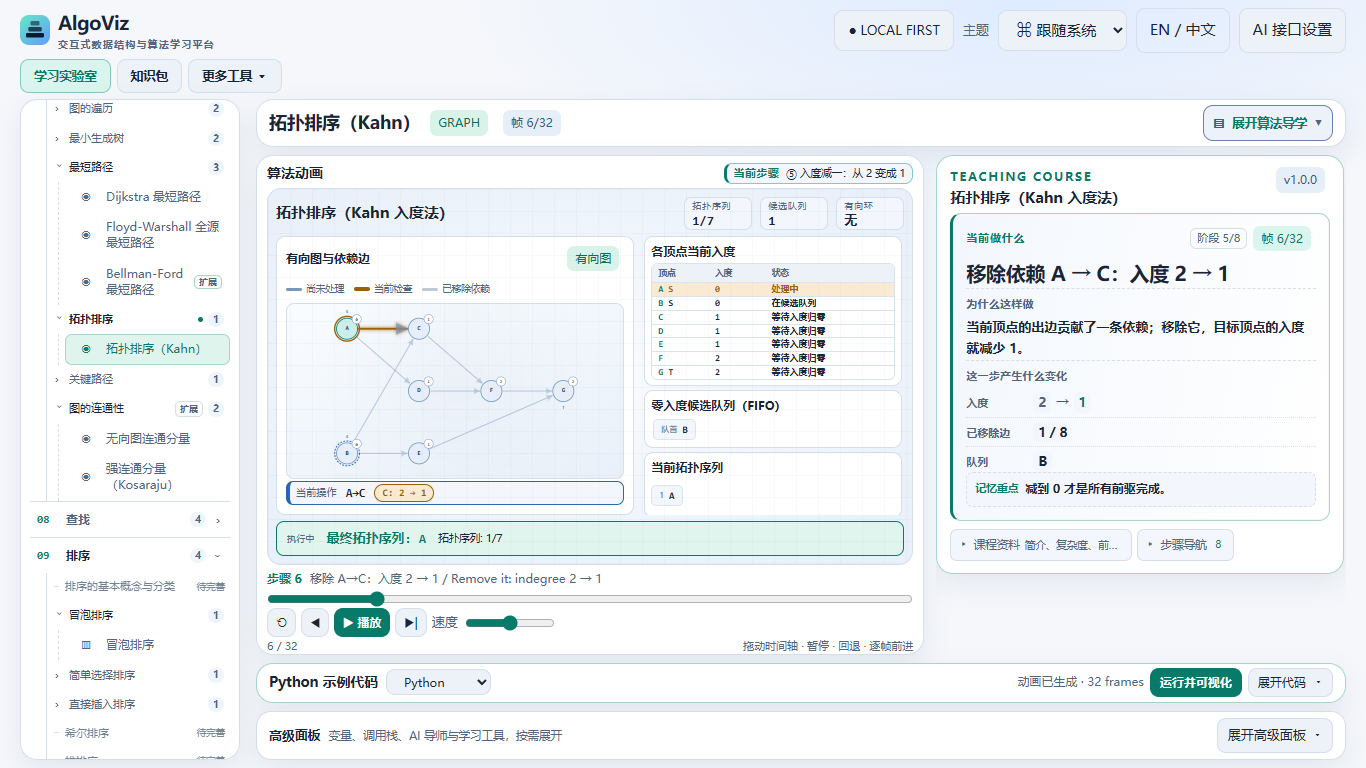 AlgoViz
交互式数据结构与算法学习平台
● LOCAL FIRST
主题
⌘ 跟随系统
EN / 中文
AI 接口设置
学习实验室
知识包
更多工具
图的遍历 2
最小生成树 2
最短路径 3
Dijkstra 最短路径
Floyd-Warshall 全源
最短路径
Bellman-Ford
最短路径
扩展
拓扑排序 1
拓扑排序（Kahn）
关键路径 1
图的连通性 扩展 2
无向图连通分量
强连通分量
（Kosaraju）
08 查找 4
09 排序 4
排序的基本概念与分类 待完善
冒泡排序 1
冒泡排序
简单选择排序 1
直接插入排序 1
希尔排序 待完善
拓扑排序（Kahn） GRAPH 帧 6/32
展开算法导学
算法动画
当前步骤 ⑤ 入度减一：从 2 变成 1
拓扑排序（Kahn 入度法）
拓扑序列
1/7
候选队列
1
有向环
无
有向图与依赖边
有向图
尚未处理 当前检查 已移除依赖
S
A 0
C 1
D 1
F 2
G 2
T
S
B 0
E 1
当前操作 A→C C: 2 → 1
各顶点当前入度
顶点 入度 状态
A S 0 处理中
B S 0 在候选队列
C 1 等待入度归零
D 1 等待入度归零
E 1 等待入度归零
F 2 等待入度归零
G T 2 等待入度归零
零入度候选队列（FIFO）
队首 B
当前拓扑序列
1 A
执行中 最终拓扑序列：A 拓扑序列: 1/7
步骤 6 移除 A→C：入度 2 → 1 / Remove it: indegree 2 → 1
播放
速度
6 / 32
拖动时间轴 · 暂停 · 回退 · 逐帧前进
TEACHING COURSE
拓扑排序（Kahn 入度法）
v1.0.0
当前做什么
阶段 5/8
帧 6/32
移除依赖 A → C：入度 2 → 1
为什么这样做
当前顶点的出边贡献了一条依赖；移除它，目标顶点的入度
就减少 1。
这一步产生什么变化
入度 2 → 1
已移除边 1 / 8
队列 B
记忆重点 减到 0 才是所有前驱完成。
课程资料 简介、复杂度、前...
步骤导航 8
Python 示例代码
Python
动画已生成 · 32 frames
运行并可视化
展开代码
高级面板 变量、调用栈、AI 导师与学习工具，按需展开
展开高级面板